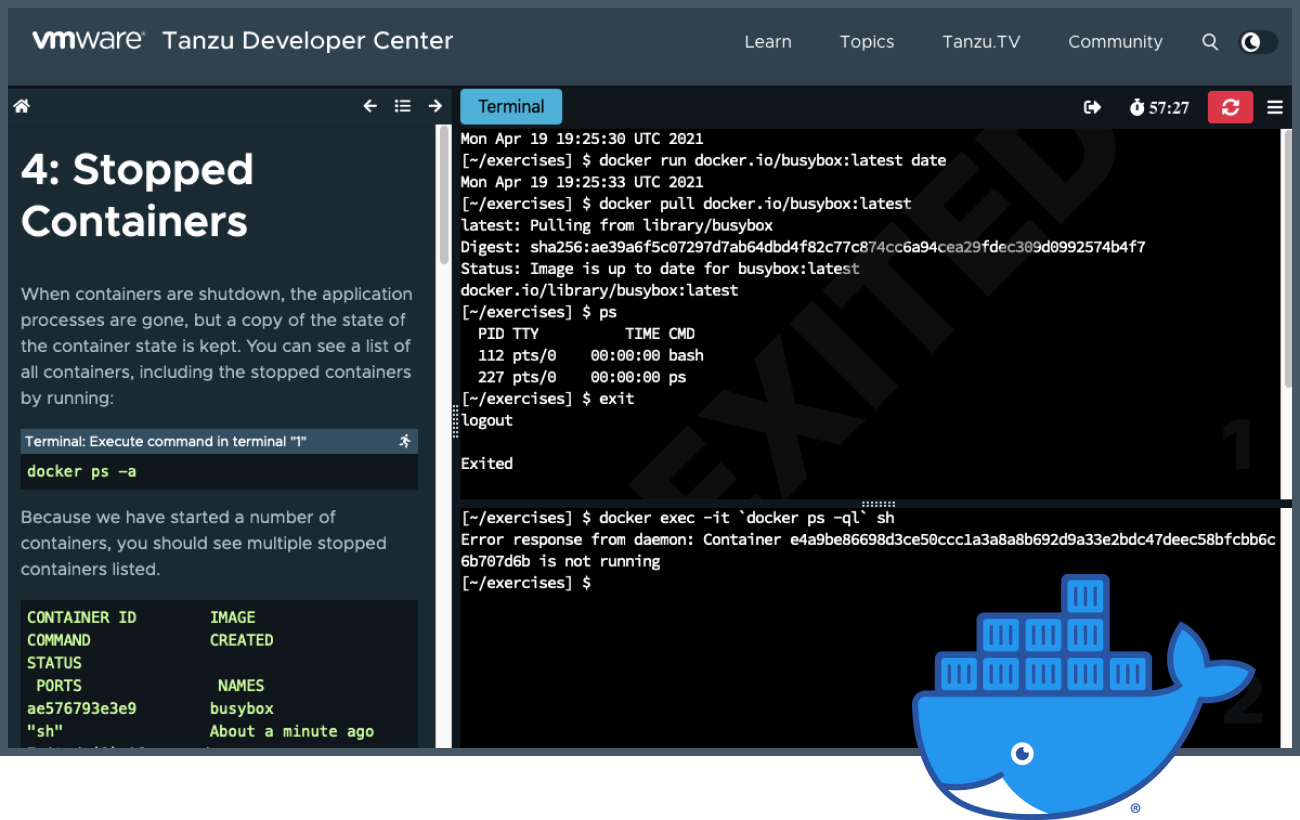 vmware® Tanzu Developer Center
Learn Topics Tanzu.TV Community
4: Stopped
Containers
When containers are shutdown, the application
processes are gone, but a copy of the state of
the container state is kept. You can see a list of
all containers, including the stopped containers
by running:
Terminal: Execute command in terminal "1"
docker ps -a
Because we have started a number of
containers, you should see multiple stopped
containers listed.
CONTAINER ID IMAGE
COMMAND CREATED
STATUS
PORTS NAMES
ae576793e3e9 busybox
"sh" About a minute ago
Terminal
57:27
Mon Apr 19 19:25:30 UTC 2021
[~/exercises] $ docker run docker.io/busybox:latest date
Mon Apr 19 19:25:33 UTC 2021
[~/exercises] $ docker pull docker.io/busybox:latest
latest: Pulling from library/busybox
Digest: sha256:ae39a6f5c07297d7ab64dbd4f82c77c874cc6a94cea29fdec309d0992574b4f7
Status: Image is up to date for busybox:latest
docker.io/library/busybox:latest
[~/exercises] $ ps
PID TTY TIME CMD
112 pts/0 00:00:00 bash
227 pts/0 00:00:00 ps
[~/exercises] $ exit
logout
Exited
EXITED
1
[~/exercises] $ docker exec -it `docker ps -ql` sh
Error response from daemon: Container e4a9be86698d3ce50ccc1a3a8a8b692d9a33e2bdc47deec58bfcbb6c
6b707d6b is not running
[~/exercises] $
2
®